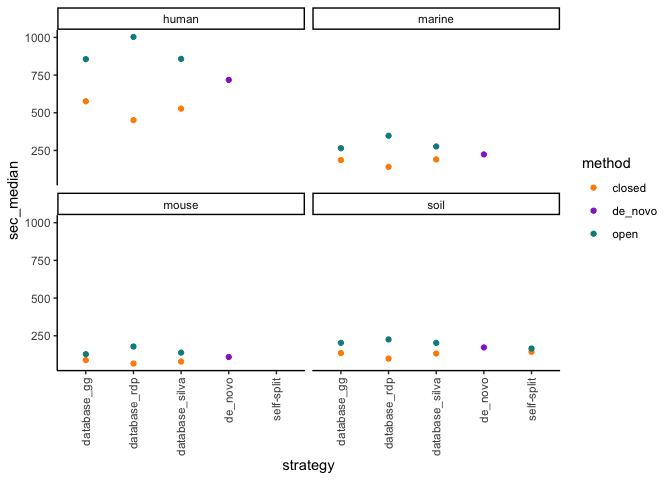 human
marine
1000
750
500
250
sec_median
mouse
soil
1000
750
500
250
database_gg
database_rdp
database_silva
de_novo
self-split
database_gg
database_rdp
database_silva
de_novo
self-split
strategy
method
closed
de_novo
open